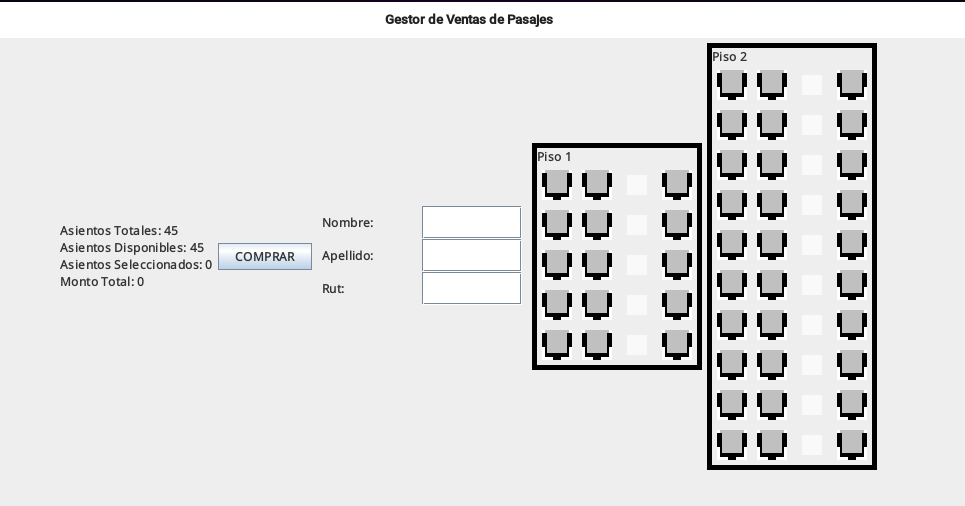 Gestor de Ventas de Pasajes
Asientos Totales: 45
Asientos Disponibles: 45
Asientos Seleccionados: 0
Monto Total: 0
COMPRAR
Nombre:
Apellido:
Rut:
Piso 1
Piso 2